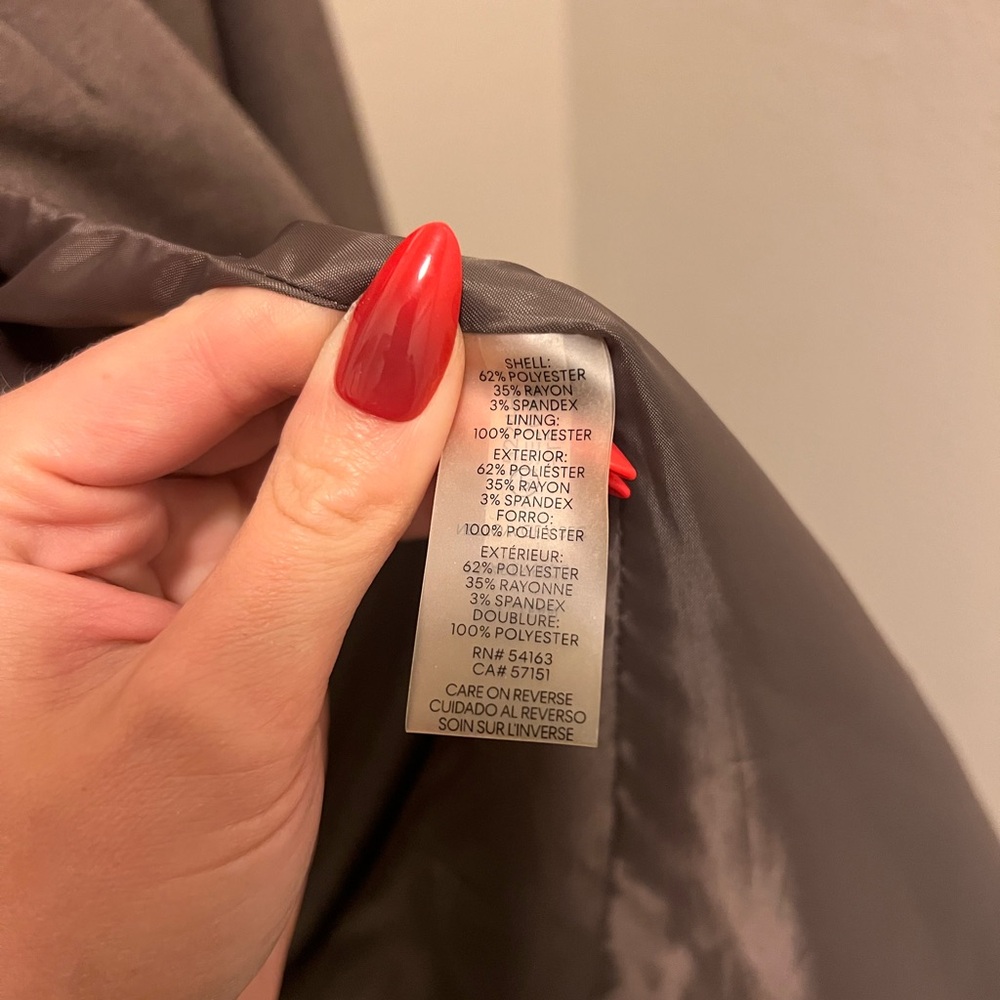 SHELL:
62% POLYESTER
35% RAYON
3% SPANDEX
LINING:
100% POLYESTER
EXTERIOR:
62% POLIÉSTER
35% RAYON
3% SPANDEX
FORRO:
100% POLIÉSTER
EXTÉRIEUR:
62% POLYESTER
35% RAYONNE
3% SPANDEX
DOUBLURE:
100% POLYESTER
RN# 54163
CA# 57151
CARE ON REVERSE
CUIDADO AL REVERSO
SOIN SUR L'INVERSE